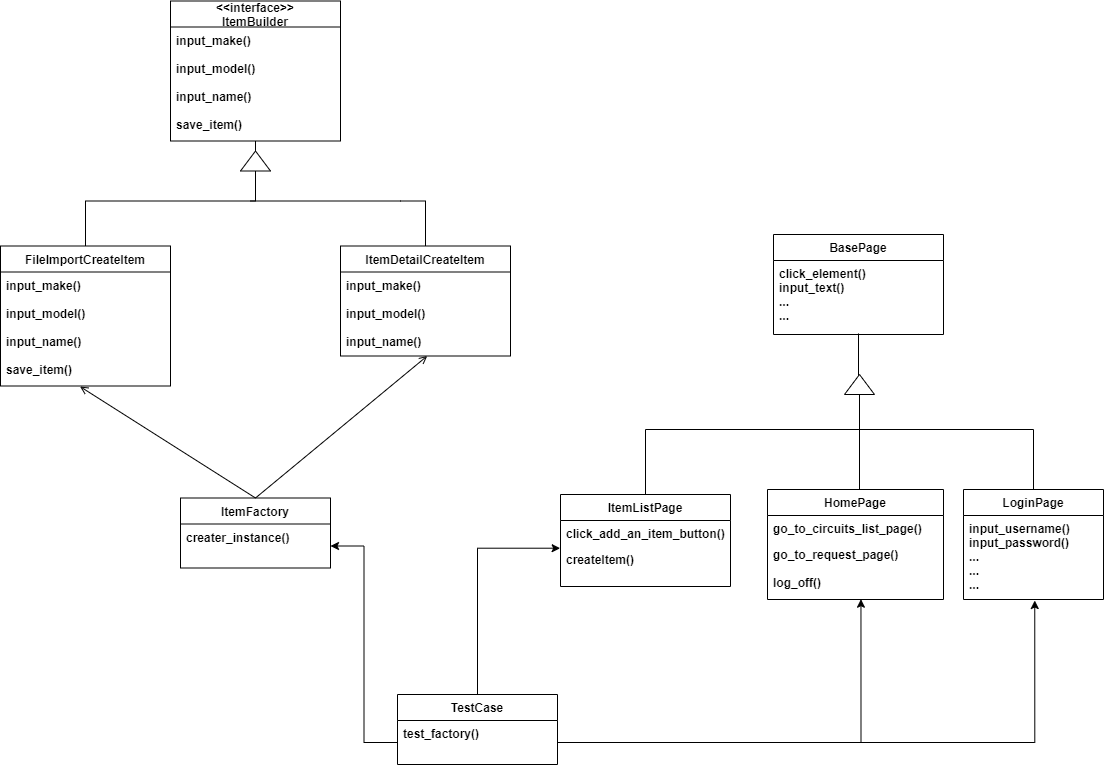 <<interface>>
ItemBuilder
input_make()
input_model()
input_name()
save_item()
FileImportCreateItem
input_make()
input_model()
input_name()
save_item()
ItemDetailCreateItem
input_make()
input_model()
input_name()
BasePage
click_element()
input_text()
...
...
ItemFactory
creater_instance()
ItemListPage
click_add_an_item_button()
createItem()
HomePage
go_to_circuits_list_page()
go_to_request_page()
log_off()
LoginPage
input_username()
input_password()
...
...
...
TestCase
test_factory()